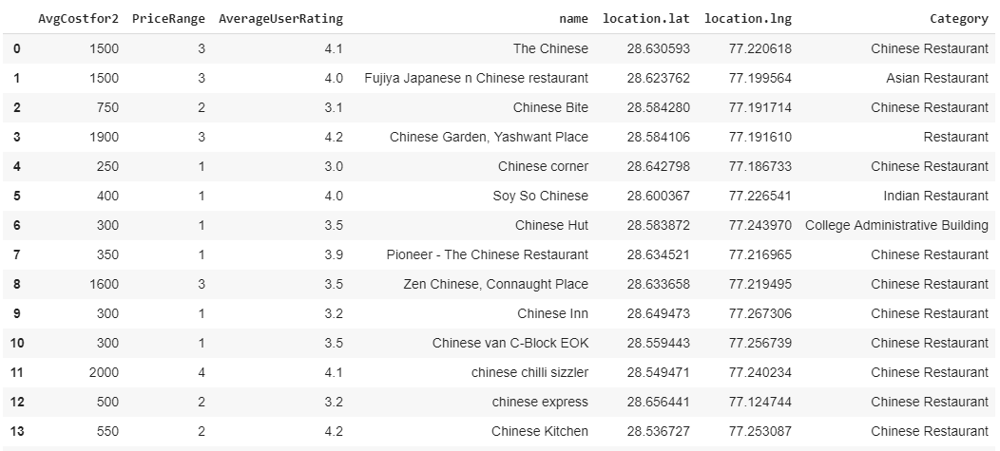 AvgCostfor2 PriceRange AverageUserRating name location.lat location.lng Category
0 1500 3 4.1 The Chinese 28.630593 77.220618 Chinese Restaurant
1 1500 3 4.0 Fujiya Japanese n Chinese restaurant 28.623762 77.199564 Asian Restaurant
2 750 2 3.1 Chinese Bite 28.584280 77.191714 Chinese Restaurant
3 1900 3 4.2 Chinese Garden, Yashwant Place 28.584106 77.191610 Restaurant
4 250 1 3.0 Chinese corner 28.642798 77.186733 Chinese Restaurant
5 400 1 4.0 Soy So Chinese 28.600367 77.226541 Indian Restaurant
6 300 1 3.5 Chinese Hut 28.583872 77.243970 College Administrative Building
7 350 1 3.9 Pioneer - The Chinese Restaurant 28.634521 77.216965 Chinese Restaurant
8 1600 3 3.5 Zen Chinese, Connaught Place 28.633658 77.219495 Chinese Restaurant
9 300 1 3.2 Chinese Inn 28.649473 77.267306 Chinese Restaurant
10 300 1 3.5 Chinese van C-Block EOK 28.559443 77.256739 Chinese Restaurant
11 2000 4 4.1 chinese chilli sizzler 28.549471 77.240234 Chinese Restaurant
12 500 2 3.2 chinese express 28.656441 77.124744 Chinese Restaurant
13 550 2 4.2 Chinese Kitchen 28.536727 77.253087 Chinese Restaurant